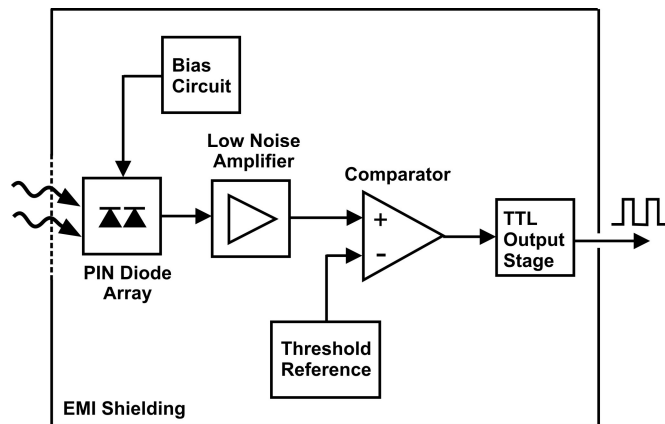 Bias
Circuit
Low Noise
Amplifier
Comparator
+
-
TTL
Output
Stage
PIN Diode
Array
Threshold
Reference
EMI Shielding